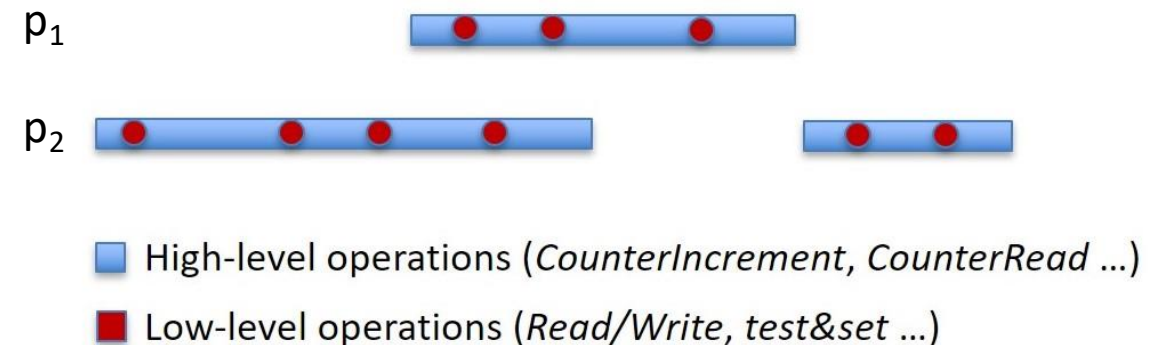 p₁
p₂
High-level operations (CounterIncrement, CounterRead ...)
Low-level operations (Read/Write, test&set ...)